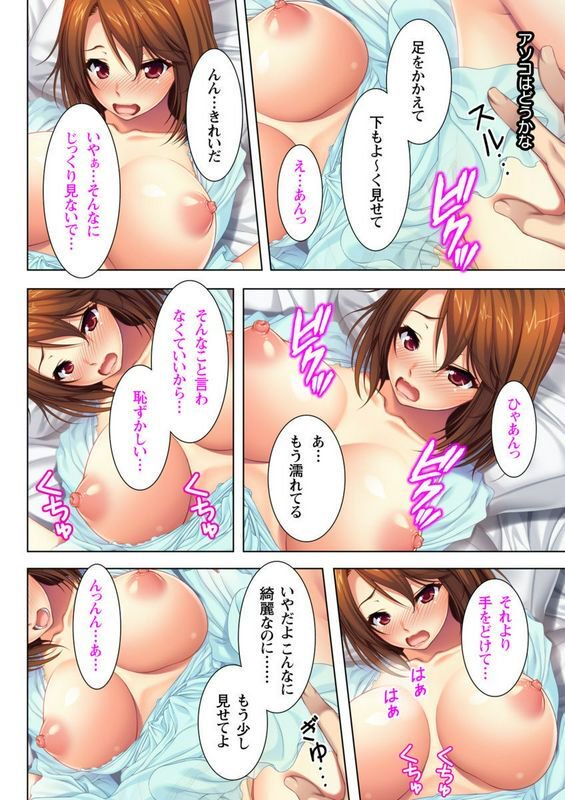 アソコはどうかな
スル…
足をかかえて
下もよ～く見せて
え…あんっ
ビクッ
んん…きれいだ
いやぁ…そんなに
じっくり見ないで…
ひゃあんっ
ビクッ
あ…
もう濡れてる
そんなこと言わ
なくていいから…
恥ずかしい…
くちゅ
くちゅ
それより
手をどけて…
はぁ
はぁ
くちゅ
くちゅ
いやだよ こんなに
綺麗なのに……
もう少し
見せてよ
ぎゅ…
んっんん…あ…